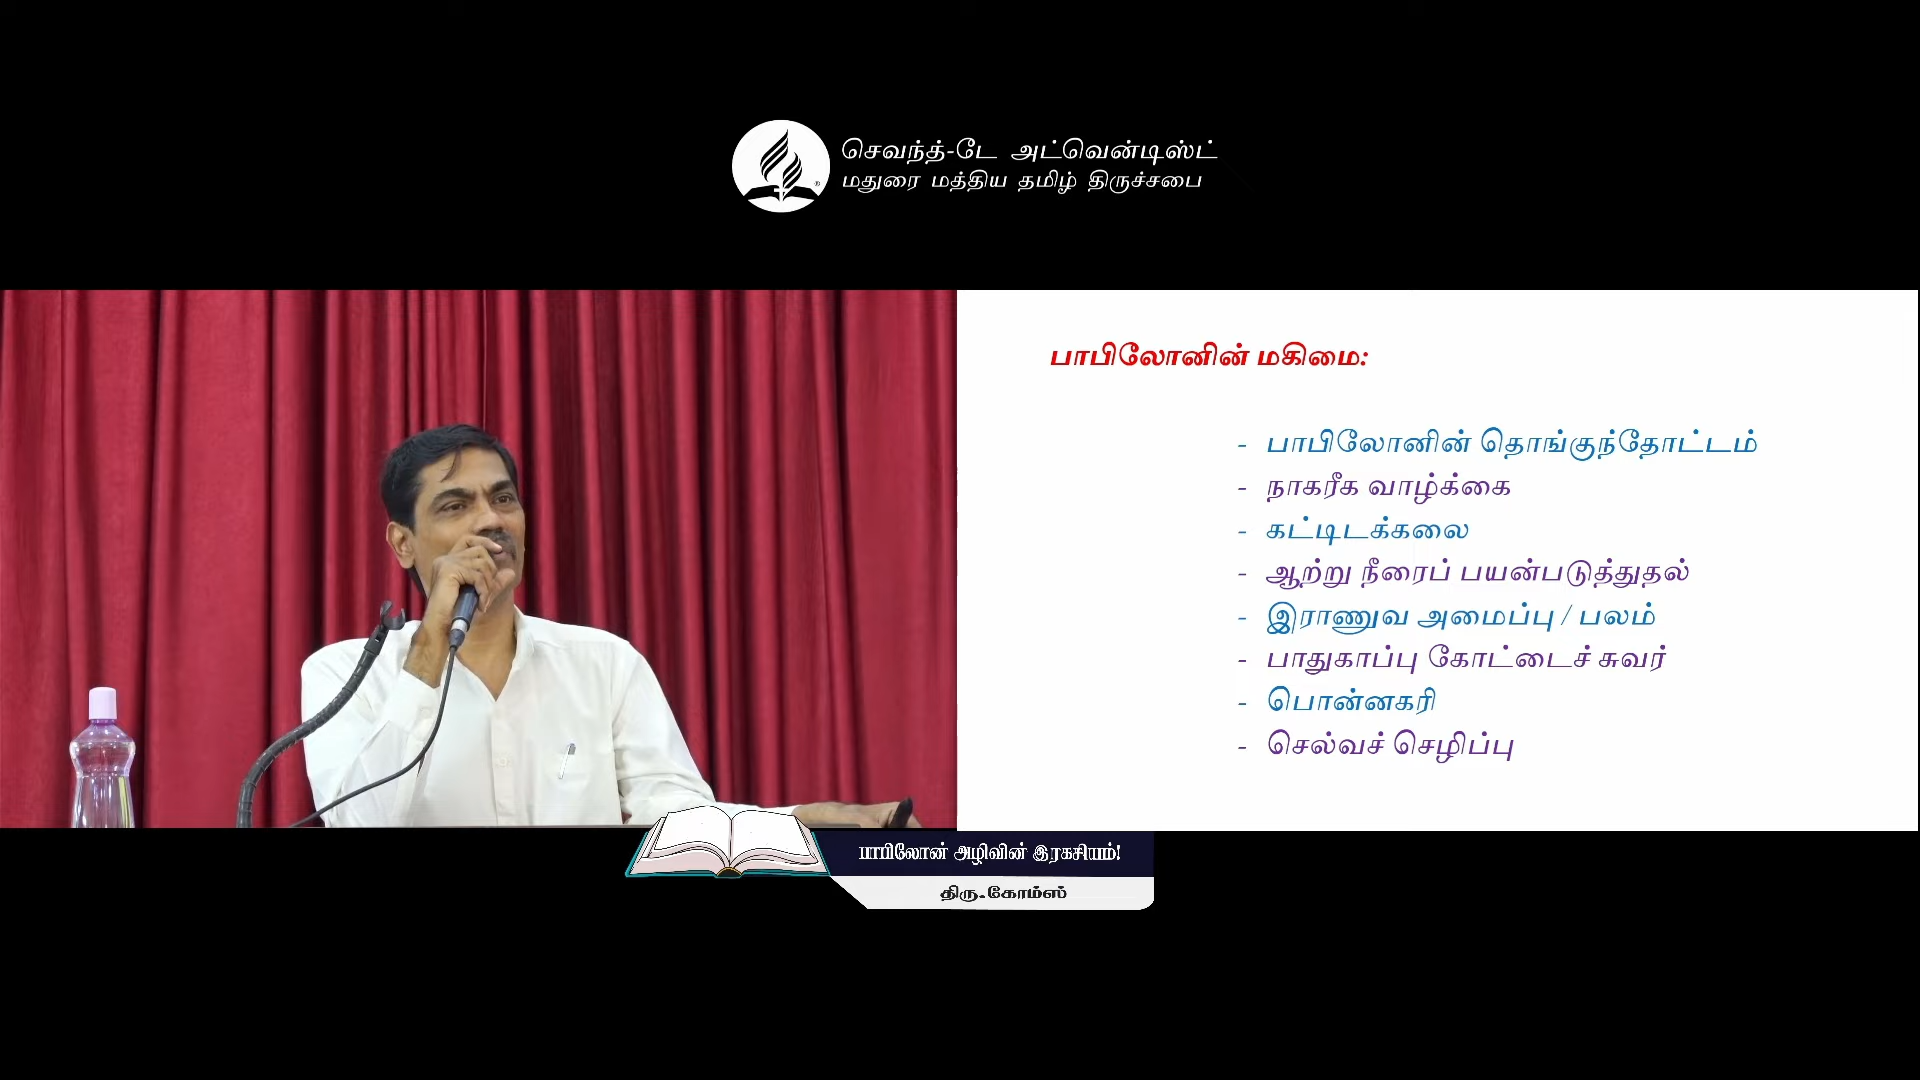 செவந்த்-டே அட்வென்டிஸ்ட்
மதுரை மத்திய தமிழ் திருச்சபை
பாபிலோனின் மகிமை:
- பாபிலோனின் தொங்குந்தோட்டம்
- நாகரீக வாழ்க்கை
- கட்டிடக்கலை
- ஆற்று நீரைப் பயன்படுத்துதல்
- இராணுவ அமைப்பு / பலம்
- பாதுகாப்பு கோட்டைச் சுவர்
- பொன்னகரி
- செல்வச் செழிப்பு
பாபிலோன் அழிவின் இரகசியம்!
திரு.கோம்ஸ்